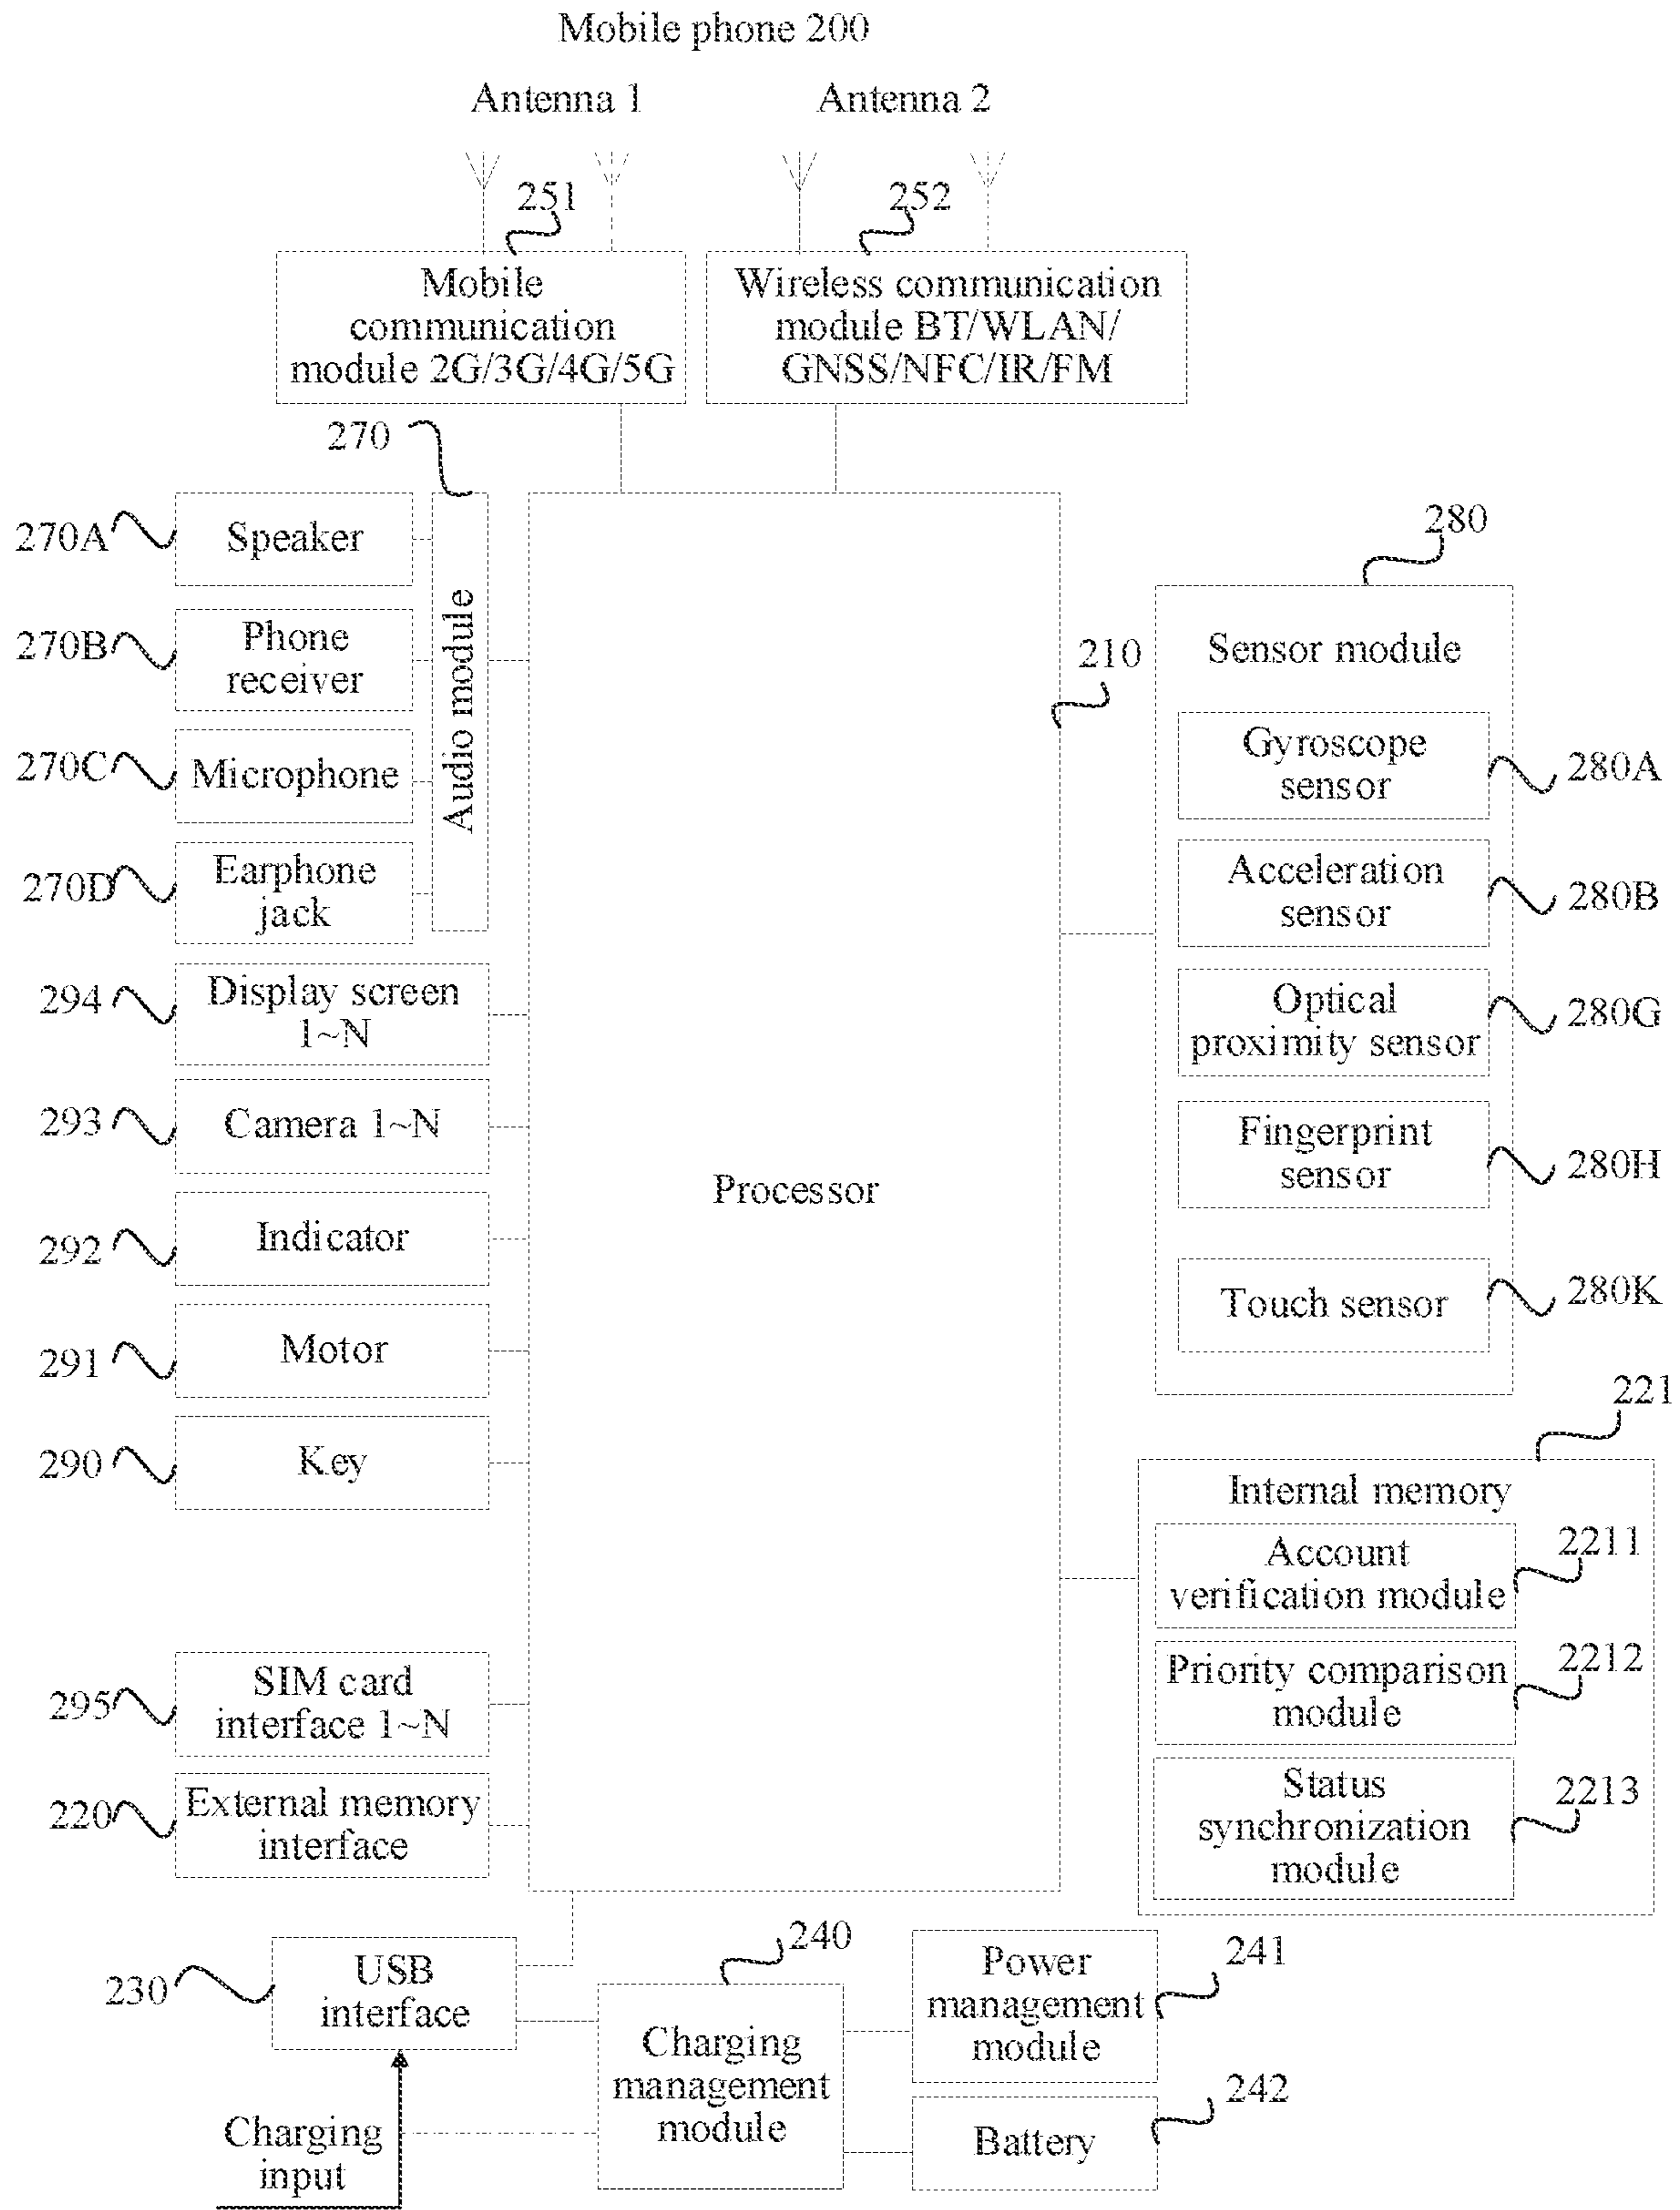 Mobile phone 200
Antenna 1
Antenna 2
251
252
Mobile
communication
module 2G/3G/4G/5G
Wireless communication
module BT/WLAN/
GNSS/NFC/IR/FM
270
Audio module
270A
Speaker
270B
Phone
receiver
270C
Microphone
270D
Earphone
jack
294
Display screen
1~N
293
Camera 1~N
292
Indicator
291
Motor
290
Key
295
SIM card
interface 1~N
220
External memory
interface
Processor
210
280
Sensor module
Gyroscope
sensor
280A
Acceleration
sensor
280B
Optical
proximity sensor
280G
Fingerprint
sensor
280H
Touch sensor
280K
221
Internal memory
Account
verification module
2211
Priority comparison
module
2212
Status
synchronization
module
2213
230
USB
interface
240
Charging
management
module
241
Power
management
module
242
Battery
Charging
input